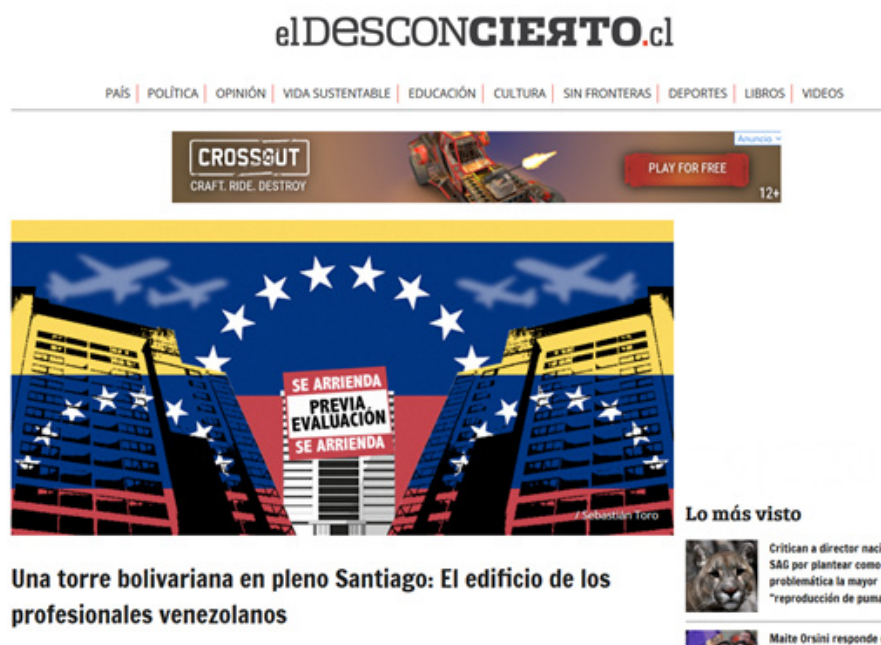 elDESCONCIERTO.cl
PAÍS | POLÍTICA | OPINIÓN | VIDA SUSTENTABLE | EDUCACIÓN | CULTURA | SIN FRONTERAS | DEPORTES | LIBROS | VIDEOS
Anuncio
CROSSOUT
CRAFT. RIDE. DESTROY
PLAY FOR FREE
12+
SE ARRIENDA
PREVIA
EVALUACIÓN
SE ARRIENDA
/ Sebastián Toro
Una torre bolivariana en pleno Santiago: El edificio de los
profesionales venezolanos
Lo más visto
Critican a director naci
SAG por plantear como
problemática la mayor
"reproducción de puma
Maite Orsini responde